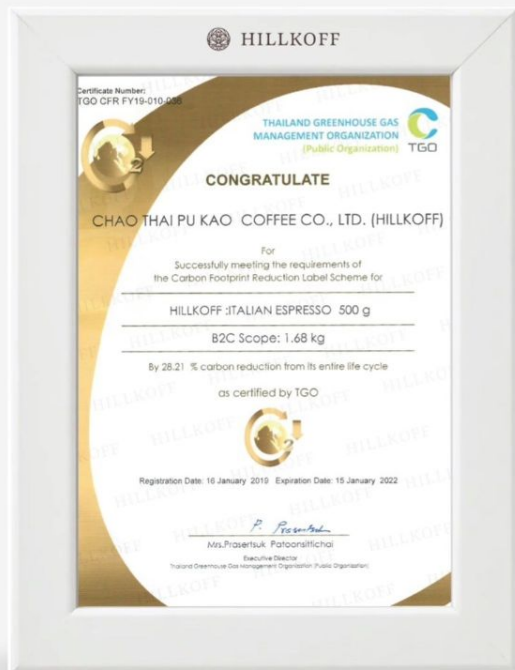 HILLKOFF
Certificate Number:
TGO CFR FY19-010-036
THAILAND GREENHOUSE GAS
MANAGEMENT ORGANIZATION
(Public Organization)
TGO
CONGRATULATE
CHAO THAI PU KAO COFFEE CO., LTD. (HILLKOFF)
For
Successfully meeting the requirements of
the Carbon Footprint Reduction Label Scheme for
HILLKOFF :ITALIAN ESPRESSO 500 g
B2C Scope: 1.68 kg
By 28.21 % carbon reduction from its entire life cycle
as certified by TGO
2
Registration Date: 16 January 2019 Expiration Date: 15 January 2022
P. Prasertsuk
Mrs.Prasertsuk Patoonsittichai
Executive Director
Thailand Greenhouse Gas Management Organization (Public Organization)